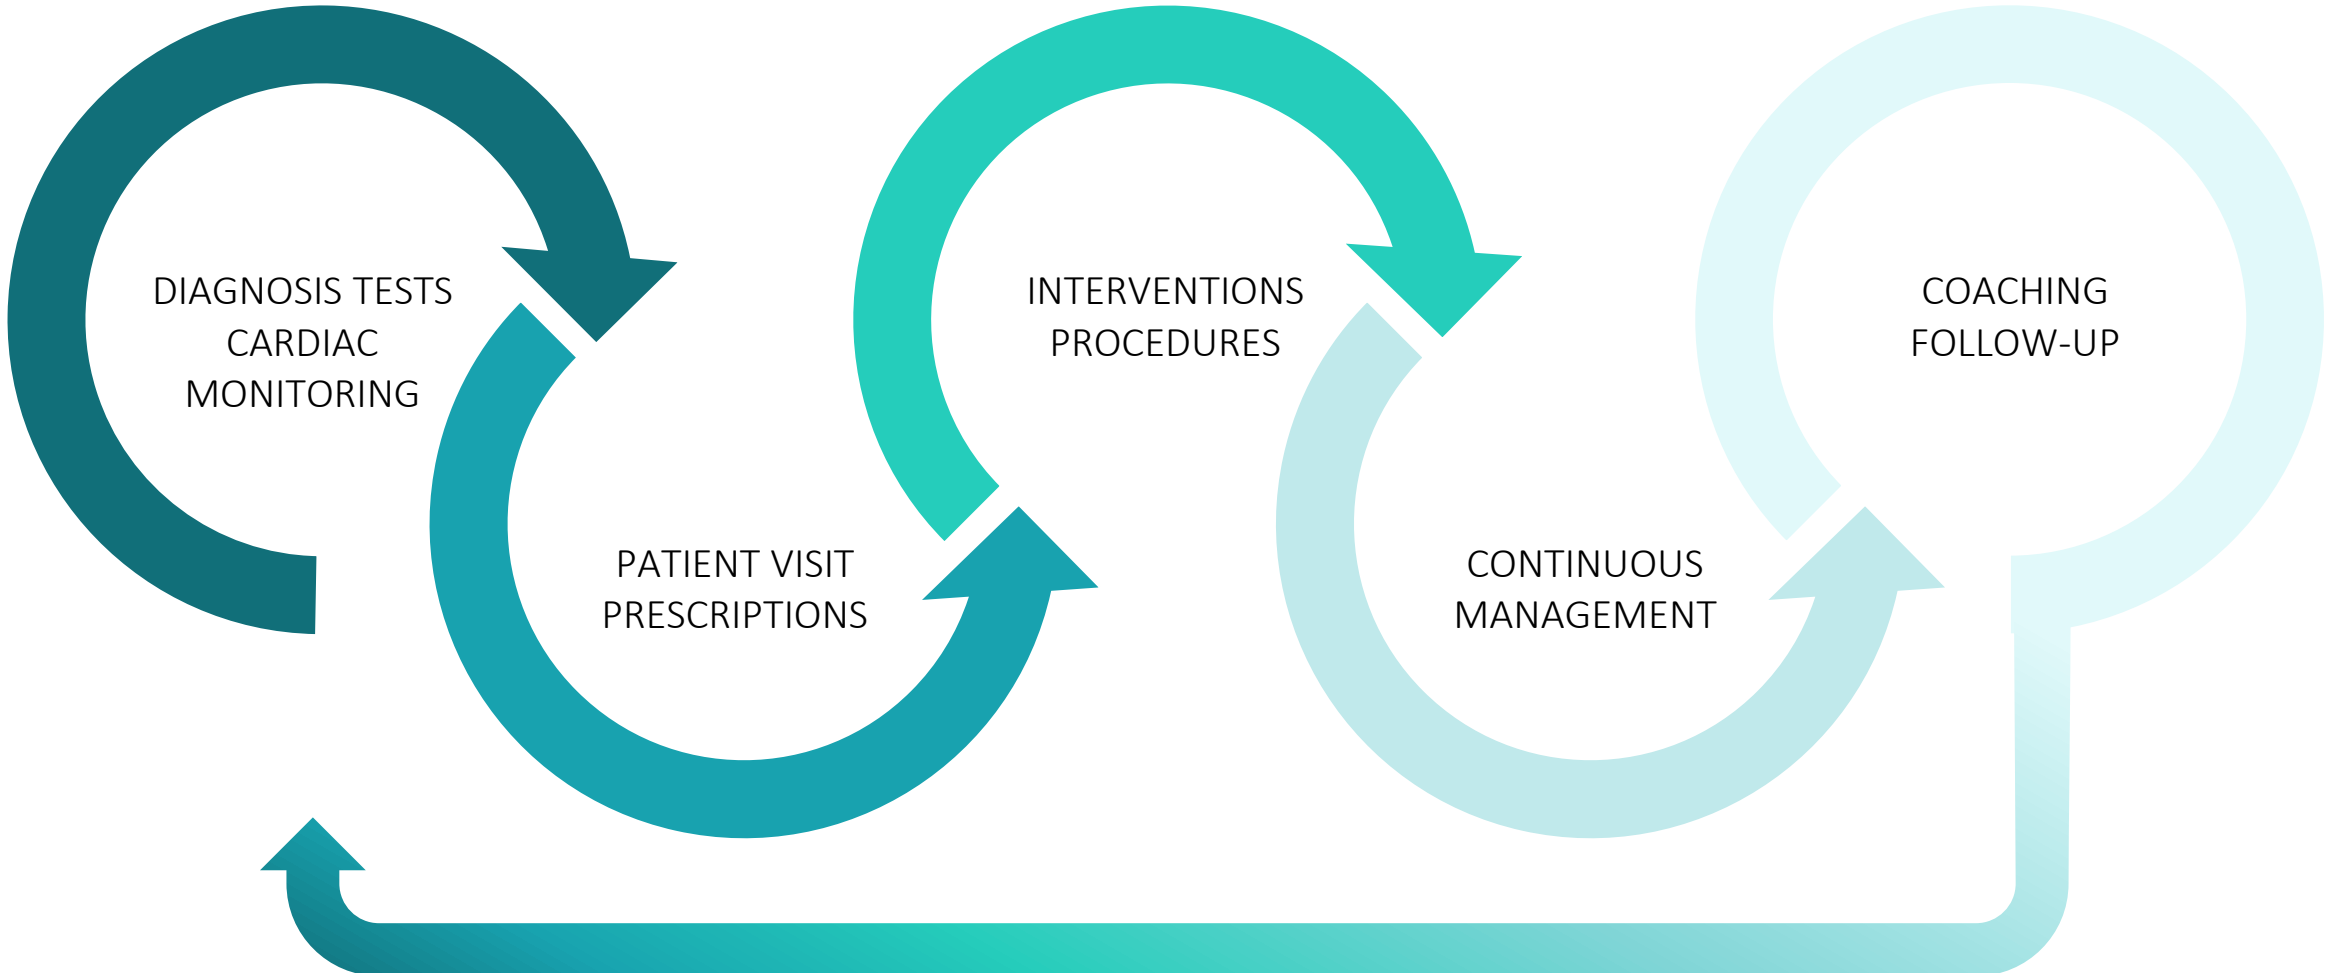 DIAGNOSIS TESTS
CARDIAC
MONITORING
PATIENT VISIT
PRESCRIPTIONS
INTERVENTIONS
PROCEDURES
CONTINUOUS
MANAGEMENT
COACHING
FOLLOW-UP